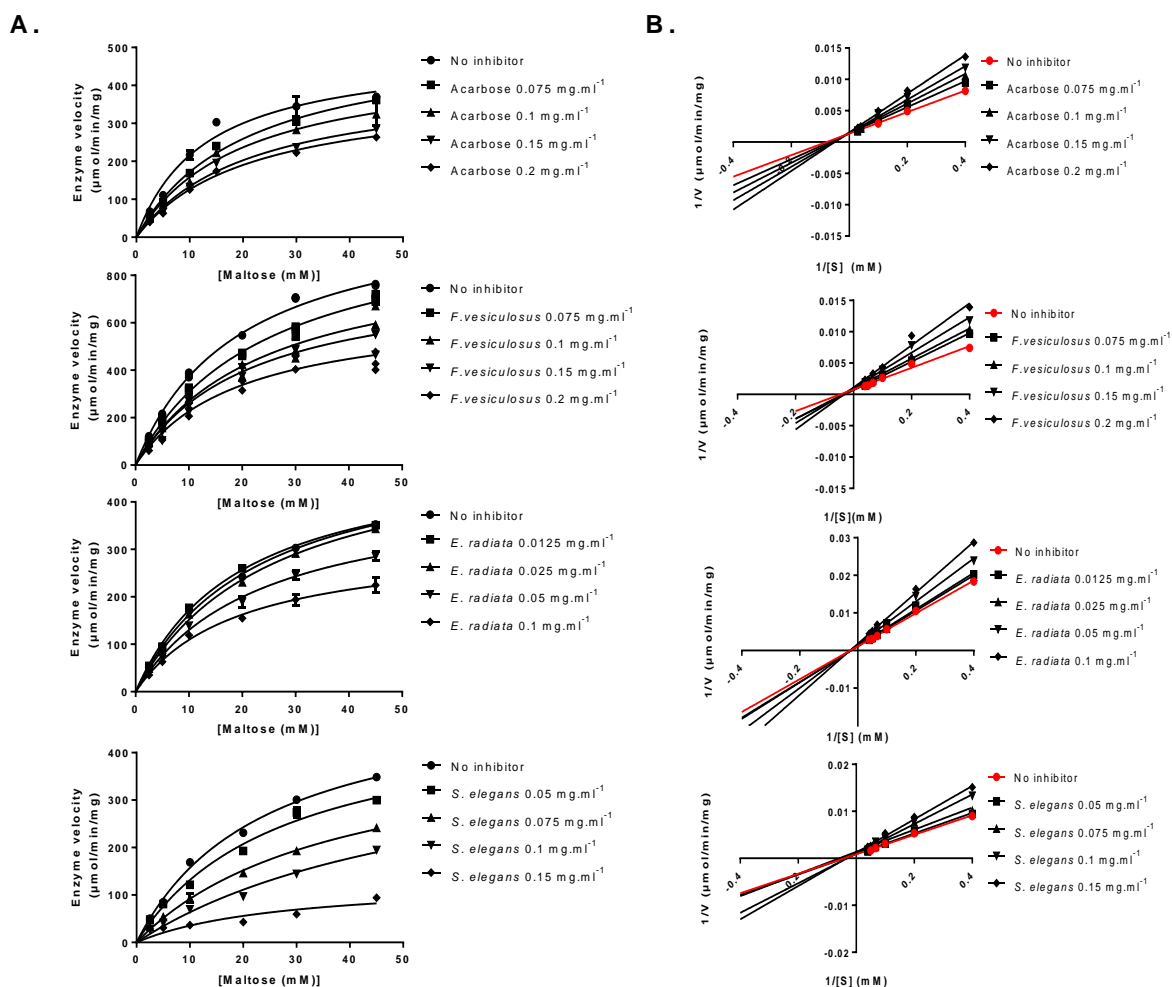 A.
B.
Enzyme velocity
(µmol/min/mg)
500
400
300
200
100
0
0 10 20 30 40 50
[Maltose (mM)]
No inhibitor
Acarbose 0.075 mg.ml-1
Acarbose 0.1 mg.ml-1
Acarbose 0.15 mg.ml-1
Acarbose 0.2 mg.ml-1
1/V (µmol/min/mg)
0.015
0.010
0.005
-0.005
-0.010
-0.015
-0.4 -0.2 0.2 0.4
1/[S] (mM)
No inhibitor
Acarbose 0.075 mg.ml-1
Acarbose 0.1 mg.ml-1
Acarbose 0.15 mg.ml-1
Acarbose 0.2 mg.ml-1
Enzyme velocity
(µmol/min/mg)
800
600
400
200
0
0 10 20 30 40 50
[Maltose (mM)]
No inhibitor
F.vesiculosus 0.075 mg.ml-1
F.vesiculosus 0.1 mg.ml-1
F.vesiculosus 0.15 mg.ml-1
F.vesiculosus 0.2 mg.ml-1
1/V (µmol/min/mg)
0.015
0.010
0.005
-0.005
-0.010
-0.015
-0.4 -0.2 0.2 0.4
1/[S](mM)
No inhibitor
F.vesiculosus 0.075 mg.ml-1
F.vesiculosus 0.1 mg.ml-1
F.vesiculosus 0.15 mg.ml-1
F.vesiculosus 0.2 mg.ml-1
Enzyme velocity
(µmol/min/mg)
400
300
200
100
0
0 10 20 30 40 50
[Maltose (mM)]
No inhibitor
E. radiata 0.0125 mg.ml-1
E. radiata 0.025 mg.ml-1
E. radiata 0.05 mg.ml-1
E. radiata 0.1 mg.ml-1
1/V (µmol/min/mg)
0.03
0.02
0.01
-0.01
-0.4 -0.2 0.2 0.4
1/[S] (mM)
No inhibitor
E. radiata 0.0125 mg.ml-1
E. radiata 0.025 mg.ml-1
E. radiata 0.05 mg.ml-1
E. radiata 0.1 mg.ml-1
Enzyme velocity
(µmol/min/mg)
400
300
200
100
0
0 10 20 30 40 50
[Maltose (mM)]
No inhibitor
S. elegans 0.05 mg.ml-1
S. elegans 0.075 mg.ml-1
S. elegans 0.1 mg.ml-1
S. elegans 0.15 mg.ml-1
1/V (µmol/min/mg)
0.02
0.01
-0.01
-0.02
-0.4 -0.2 0.2 0.4
1/[S] (mM)
No inhibitor
S. elegans 0.05 mg.ml-1
S. elegans 0.075 mg.ml-1
S. elegans 0.1 mg.ml-1
S. elegans 0.15 mg.ml-1